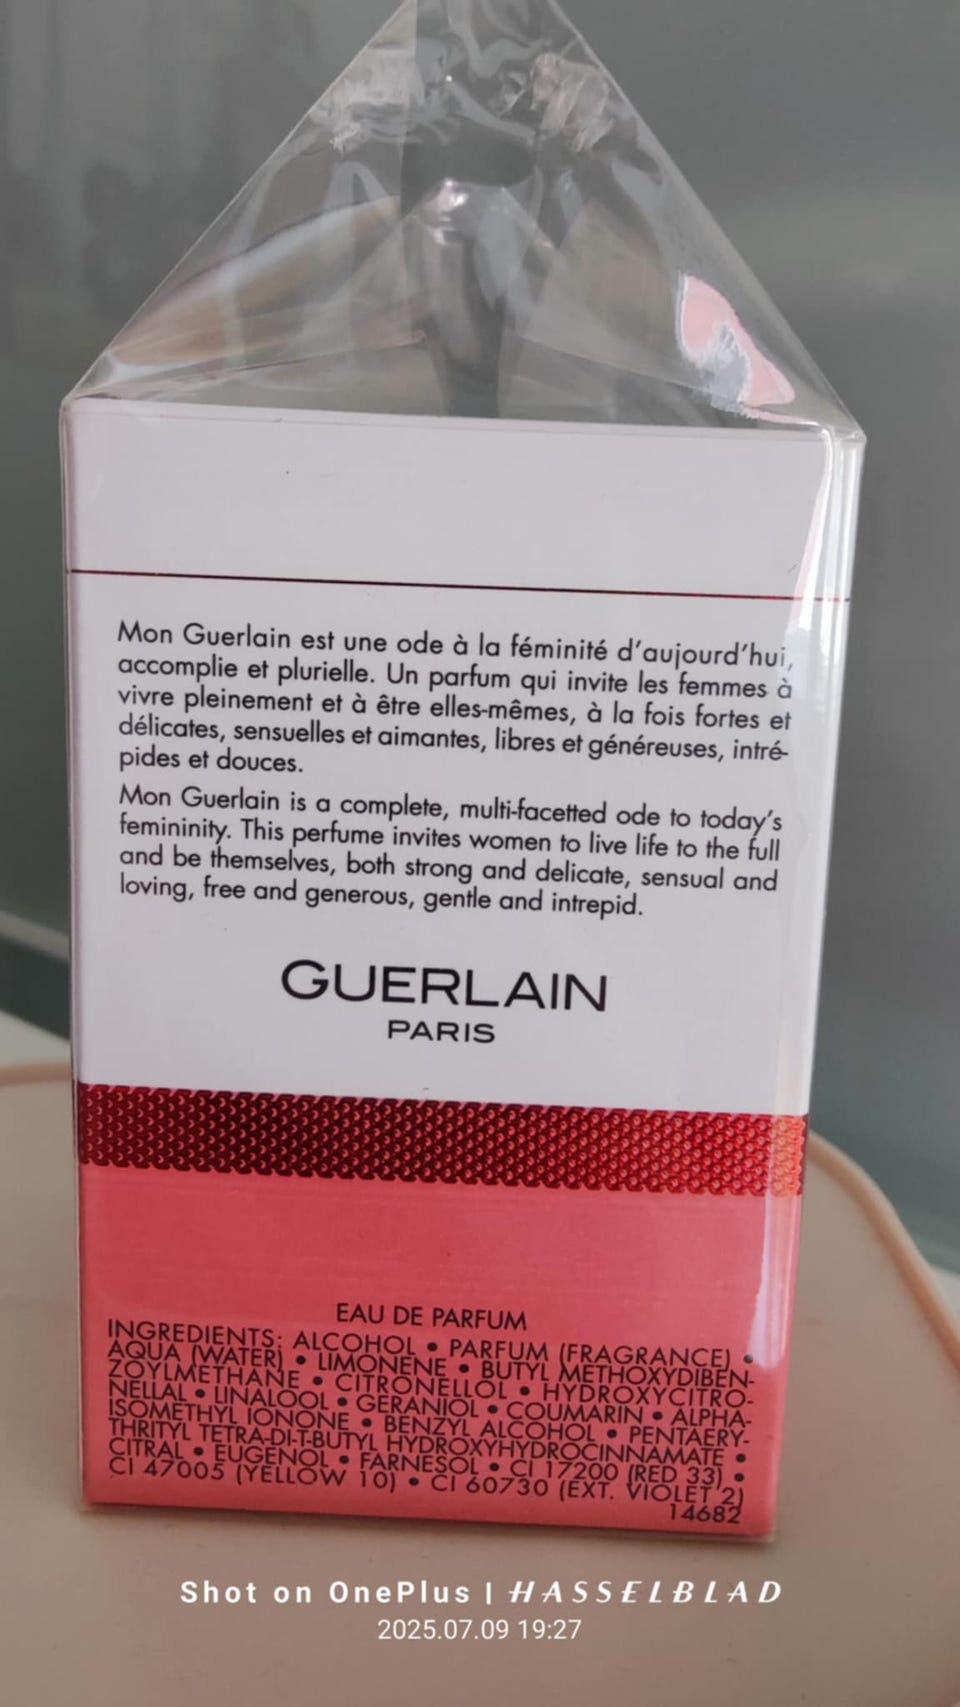 Mon Guerlain est une ode à la féminité d'aujourd'hui,
accomplie et plurielle. Un parfum qui invite les femmes à
vivre pleinement et à être elles-mêmes, à la fois fortes et
délicates, sensuelles et aimantes, libres et généreuses, intré-
pides et douces.
Mon Guerlain is a complete, multi-facetted ode to today's
femininity. This perfume invites women to live life to the full
and be themselves, both strong and delicate, sensual and
loving, free and generous, gentle and intrepid.
GUERLAIN
PARIS
EAU DE PARFUM
INGREDIENTS: ALCOHOL • PARFUM (FRAGRANCE) •
AQUA (WATER) • LIMONENE • BUTYL METHOXYDIBEN-
ZOYLMETHANE • CITRONELLOL • HYDROXYCITRO-
NELLAL • LINALOOL • GERANIOL • COUMARIN • ALPHA-
ISOMETHYL IONONE • BENZYL ALCOHOL • PENTAERY-
THRITYL TETRA-DI-T-BUTYL HYDROXYHYDROCINNAMATE •
CITRAL • EUGENOL • FARNESOL • CI 17200 (RED 33) •
CI 47005 (YELLOW 10) • CI 60730 (EXT. VIOLET 2)
14682
Shot on OnePlus | HASSELBLAD
2025.07.09 19:27